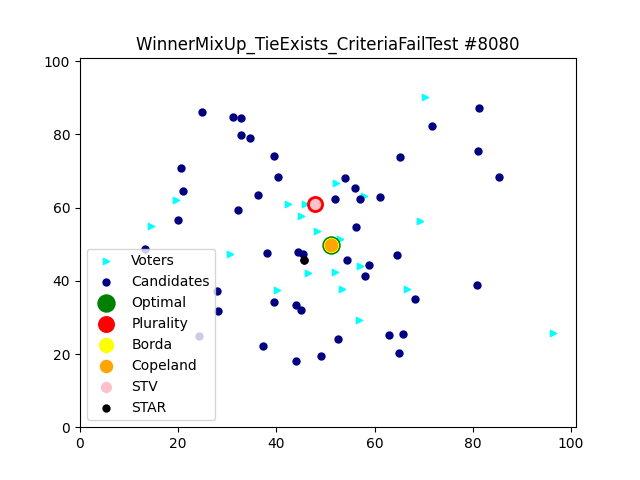 WinnerMixUp_TieExists_CriteriaFailTest #8080
100
80
60
40
20
0
Voters
Candidates
Optimal
Plurality
Borda
Copeland
STV
STAR
0 20 40 60 80 100